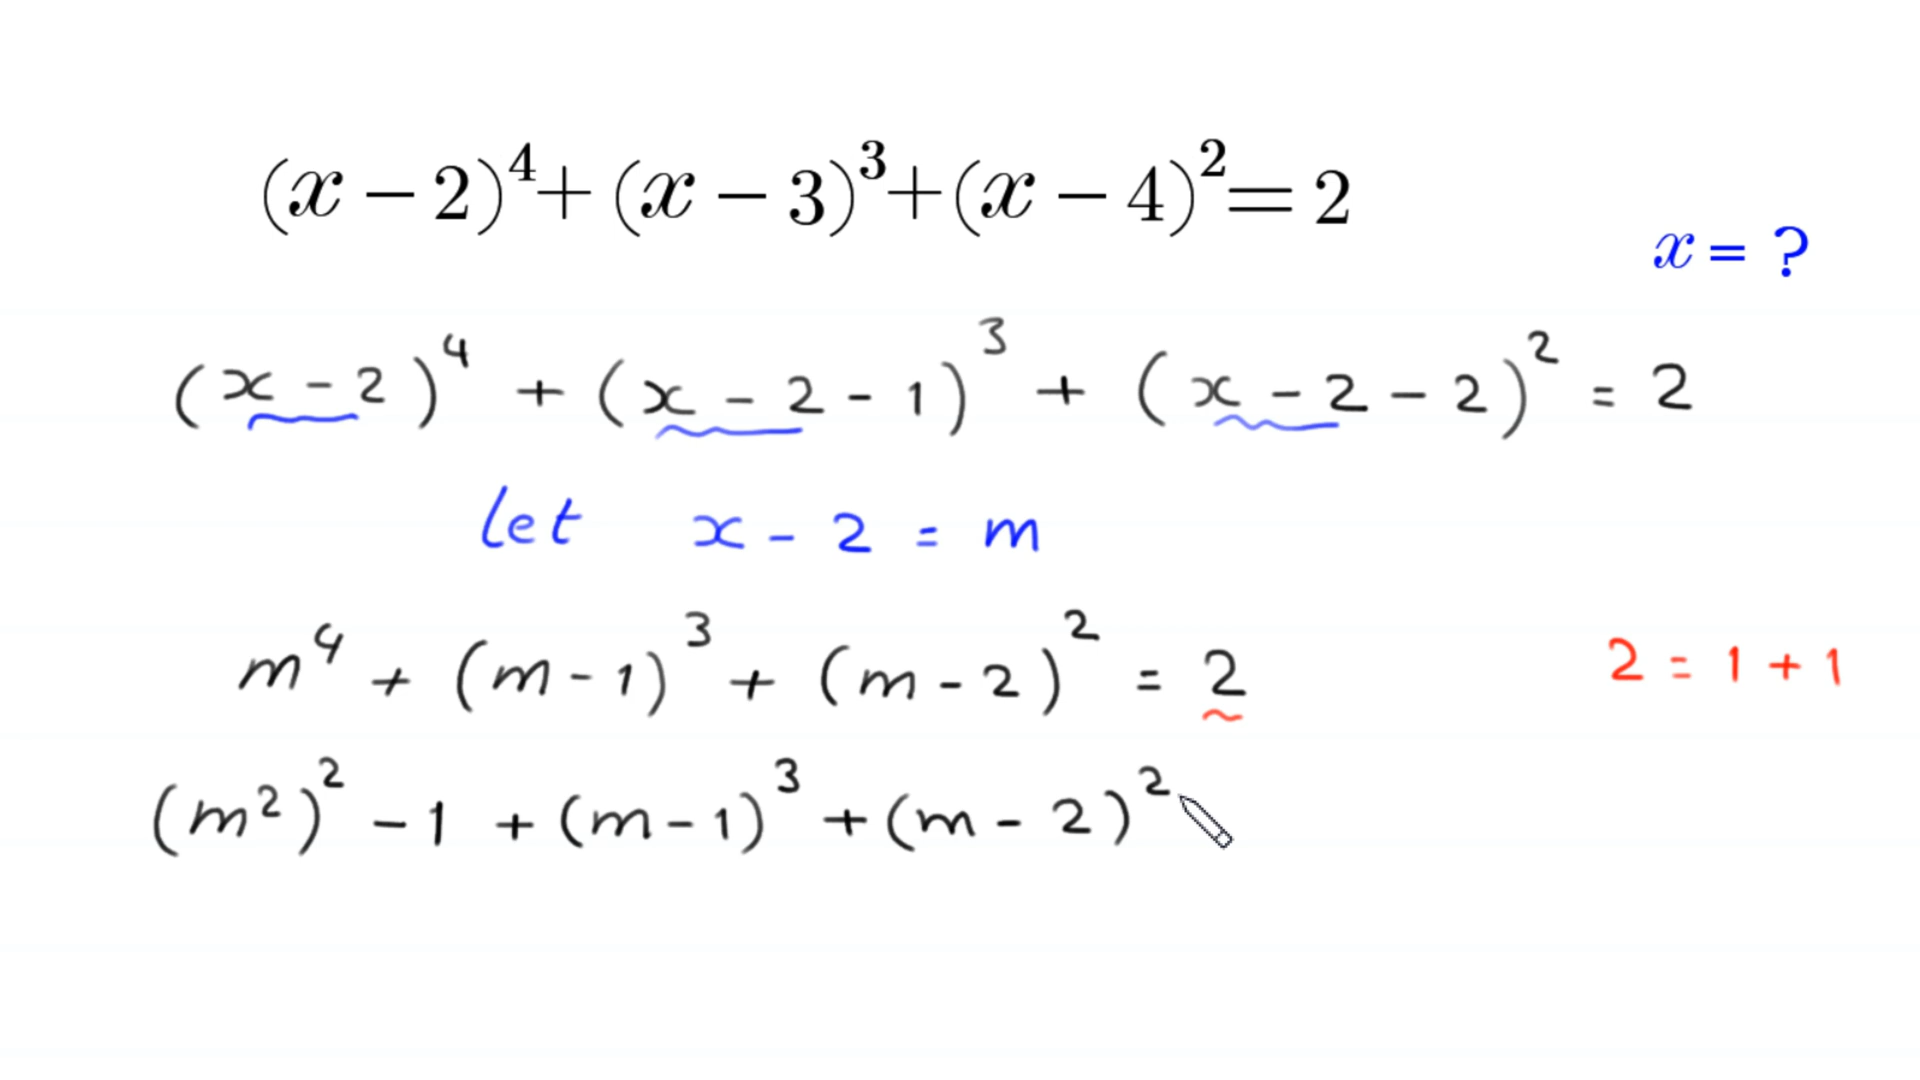 (x − 2)⁴ + (x − 3)³ + (x − 4)² = 2
x = ?
(x − 2)⁴ + (x − 2 − 1)³ + (x − 2 − 2)² = 2
let x − 2 = m
m⁴ + (m − 1)³ + (m − 2)² = 2
2 = 1 + 1
(m²)² − 1 + (m − 1)³ + (m − 2)²